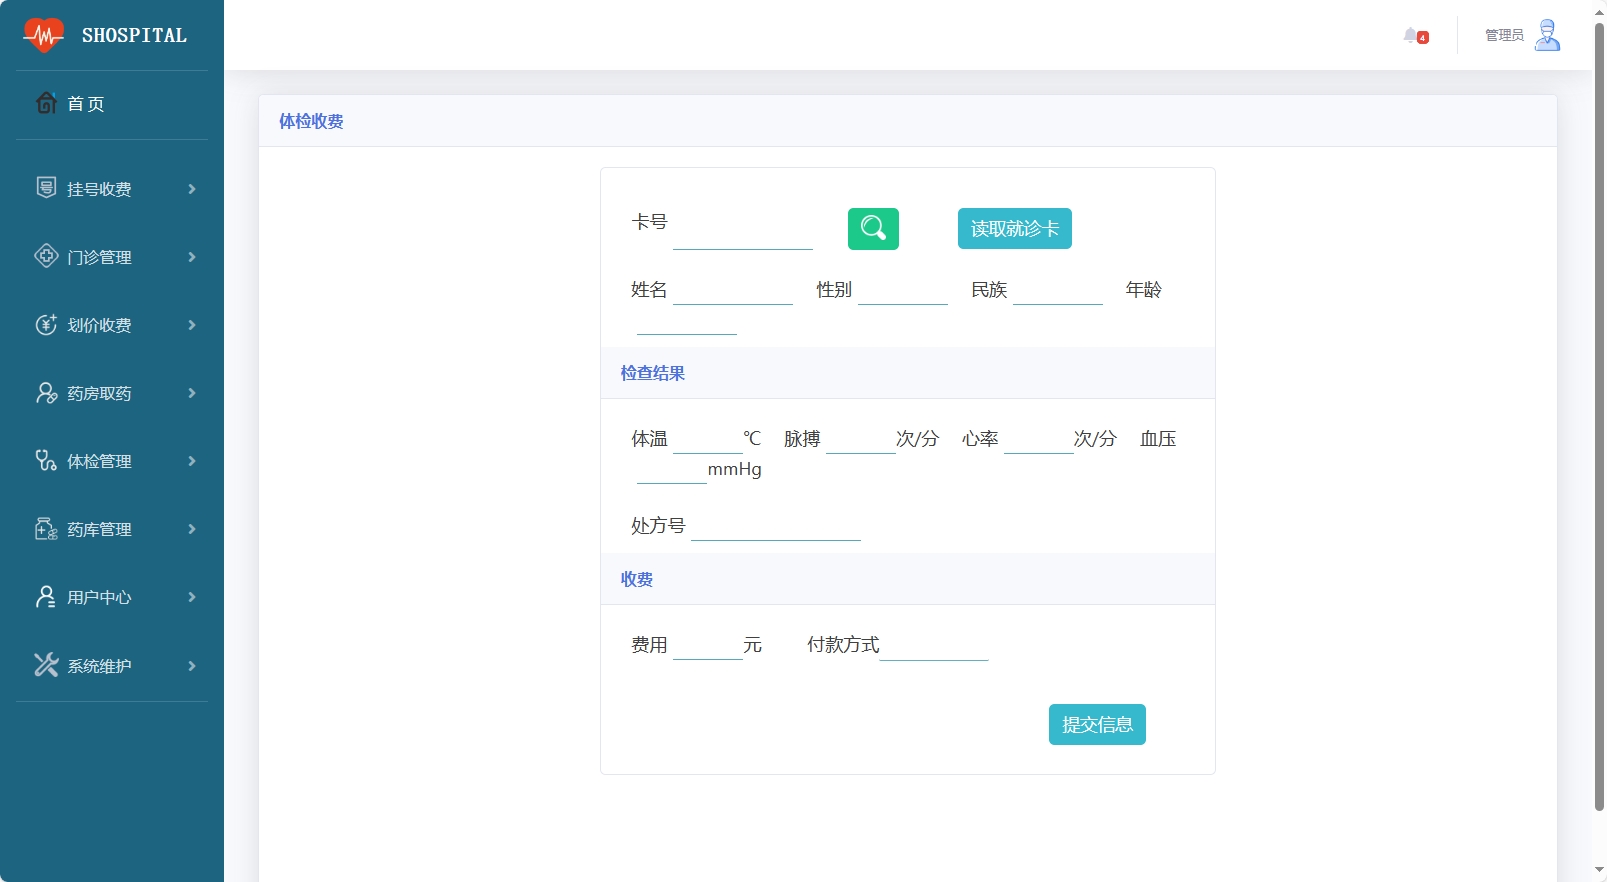 SHOSPITAL
4
管理员
首页
挂号收费
门诊管理
划价收费
药房取药
体检管理
药库管理
用户中心
系统维护
体检收费
卡号 读取就诊卡
姓名 性别 民族 年龄
检查结果
体温 ℃ 脉搏 次/分 心率 次/分 血压
mmHg
处方号
收费
费用 元 付款方式
提交信息